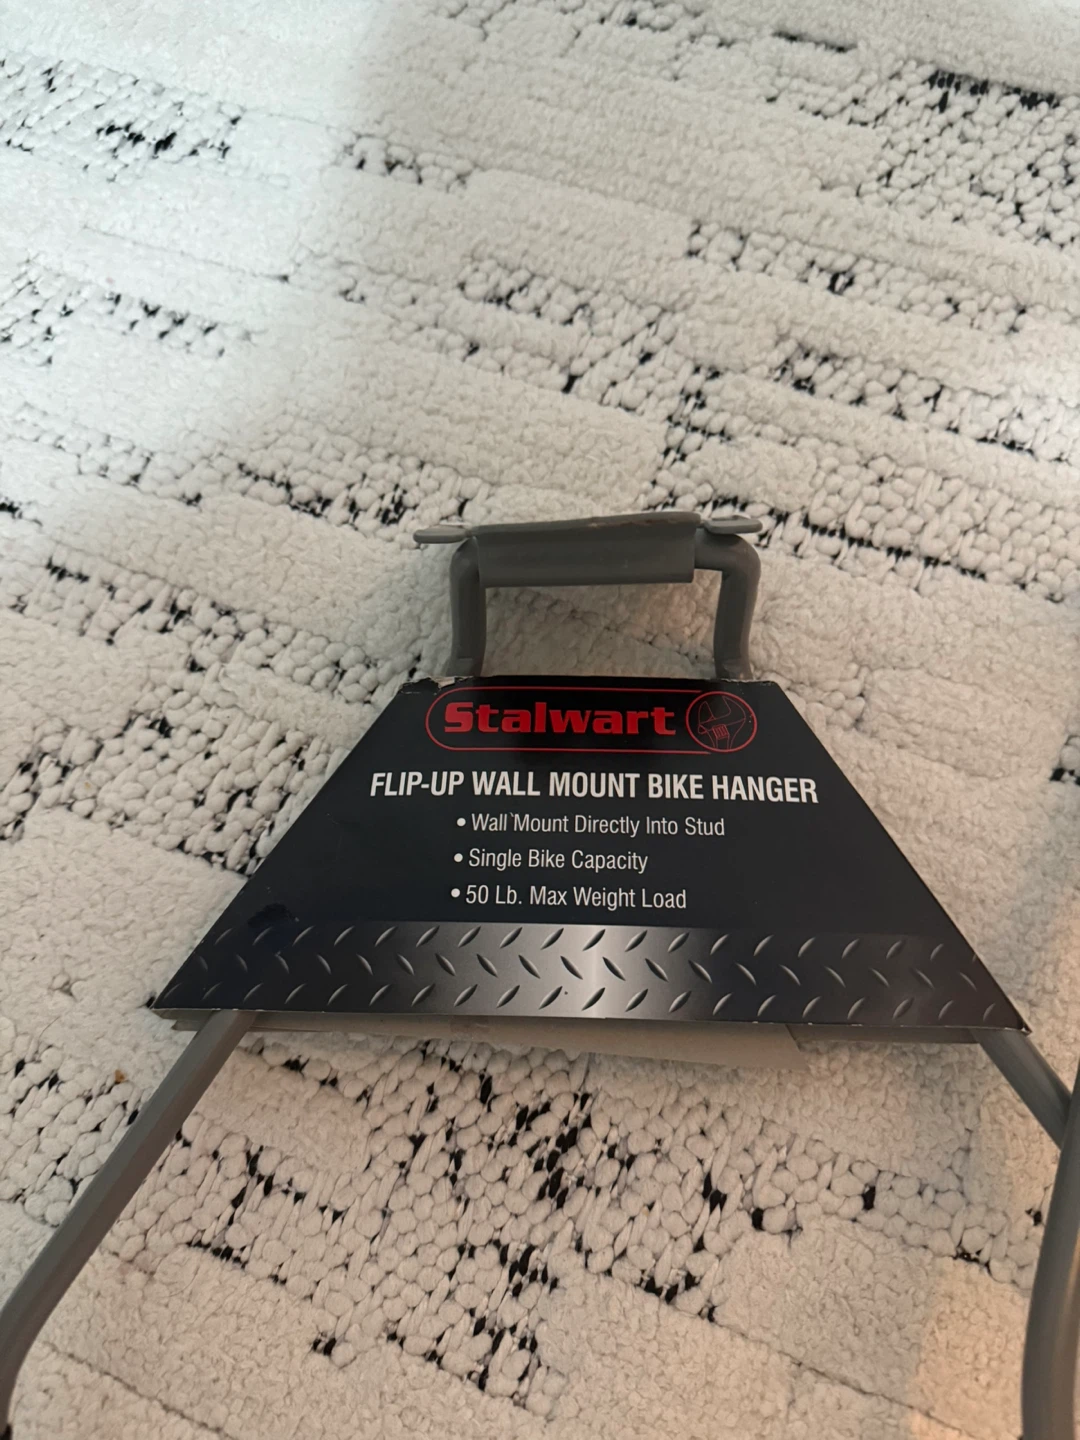 Stalwart
FLIP-UP WALL MOUNT BIKE HANGER
• Wall Mount Directly Into Stud
• Single Bike Capacity
• 50 Lb. Max Weight Load